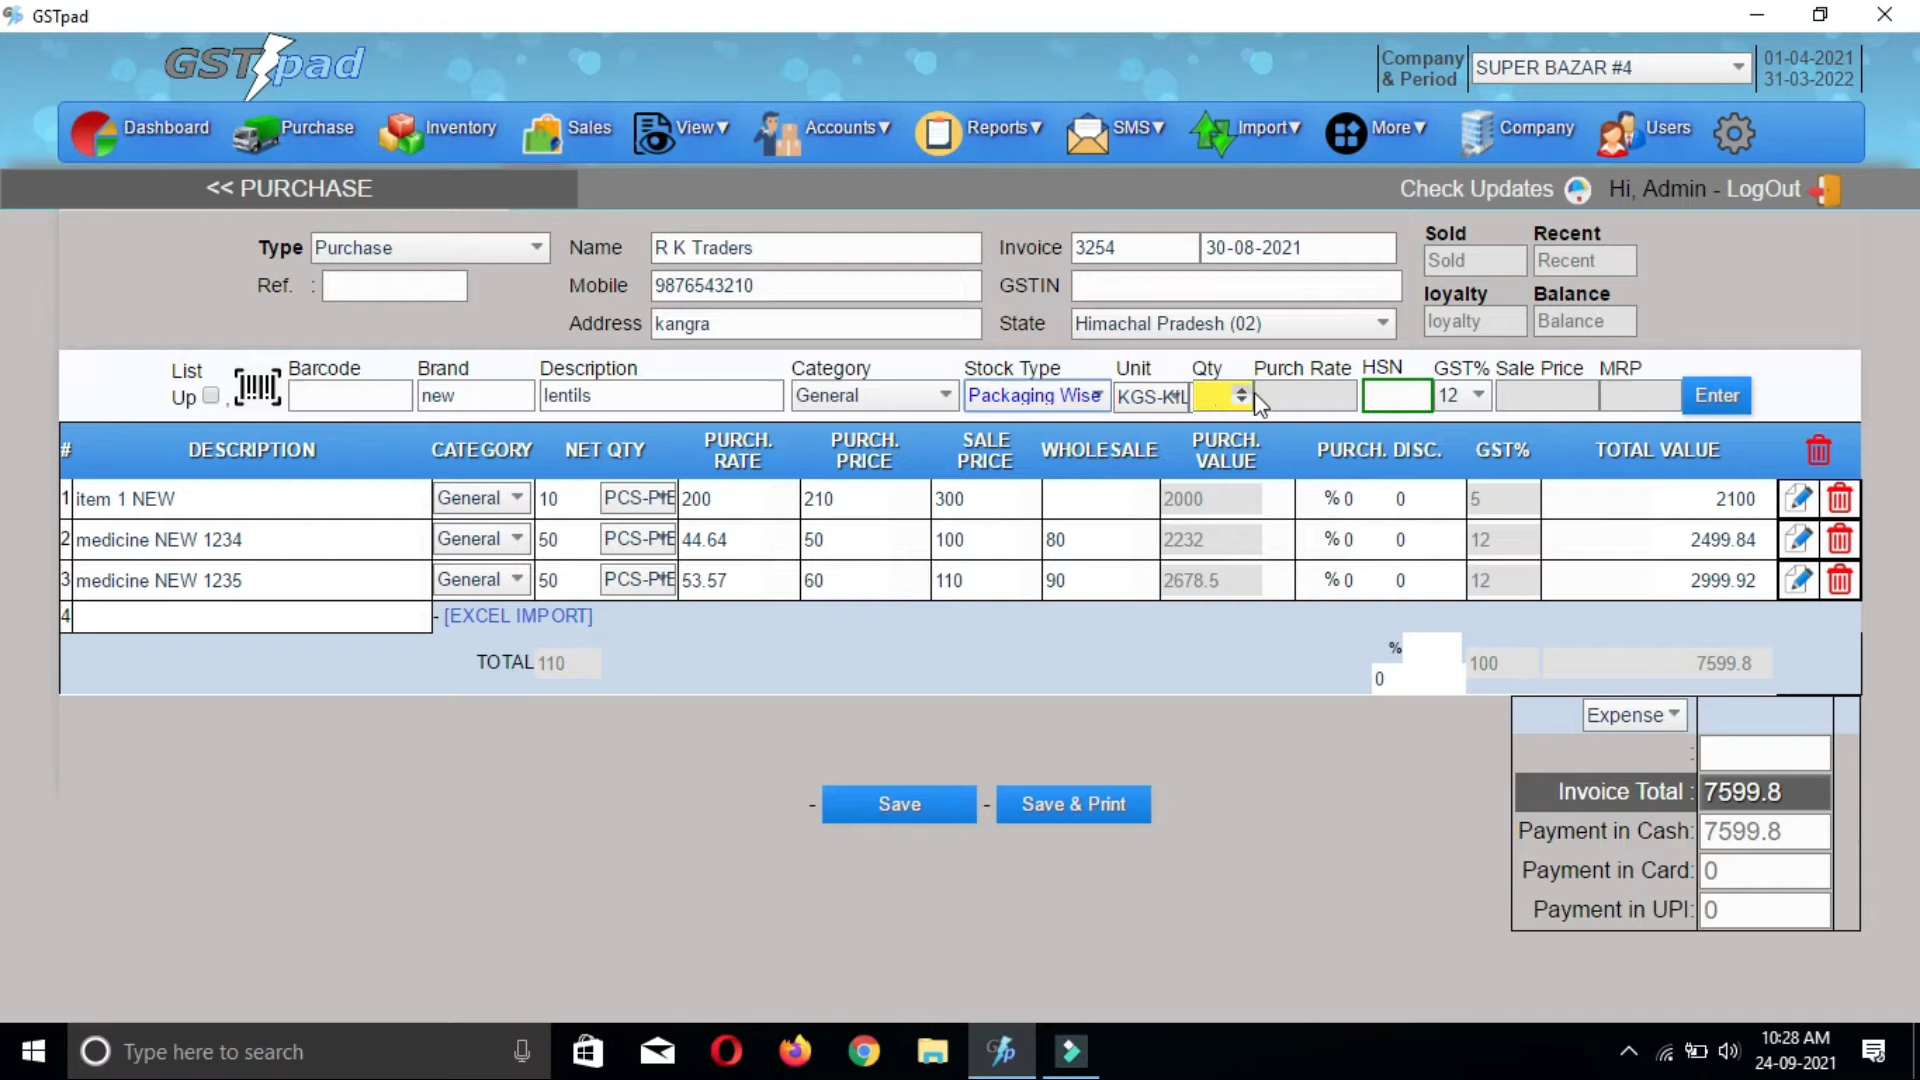 GSTpad
GSTpad
Company & Period
SUPER BAZAR #4
01-04-2021
31-03-2022
Dashboard Purchase Inventory Sales View▼ Accounts▼ Reports▼ SMS▼ Import▼ More▼ Company Users
<< PURCHASE
Check Updates Hi, Admin - LogOut
Type Purchase Name R K Traders Invoice 3254 30-08-2021
Sold Recent
Sold Recent
Ref. : Mobile 9876543210 GSTIN
loyalty Balance
loyalty Balance
Address kangra State Himachal Pradesh (02)
List Up , Barcode Brand Description Category Stock Type Unit Qty Purch Rate HSN GST% Sale Price MRP
new lentils General Packaging Wise KGS-KIL 12 Enter
# DESCRIPTION CATEGORY NET QTY PURCH. RATE PURCH. PRICE SALE PRICE WHOLESALE PURCH. VALUE PURCH. DISC. GST% TOTAL VALUE
1 item 1 NEW General 10 PCS-PIE 200 210 300 2000 % 0 0 5 2100
2 medicine NEW 1234 General 50 PCS-PIE 44.64 50 100 80 2232 % 0 0 12 2499.84
3 medicine NEW 1235 General 50 PCS-PIE 53.57 60 110 90 2678.5 % 0 0 12 2999.92
4 - [EXCEL IMPORT]
TOTAL 110 % 0 100 7599.8
Expense
:
Invoice Total : 7599.8
- Save - Save & Print
Payment in Cash: 7599.8
Payment in Card: 0
Payment in UPI: 0
Type here to search
10:28 AM
24-09-2021